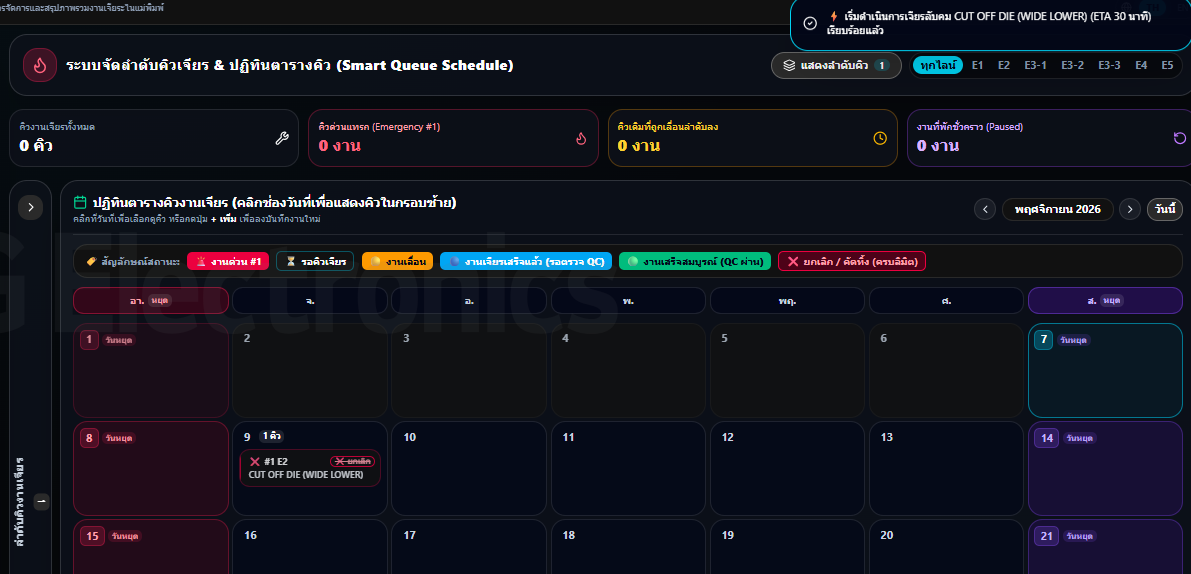 รจัดการและสรุปภาพรวมงานเจียระไนแม่พิมพ์
เริ่มดำเนินการเจียรลับคม CUT OFF DIE (WIDE LOWER) (ETA 30 นาที)
เรียบร้อยแล้ว
ระบบจัดลำดับคิวเจียร & ปฏิทินตารางคิว (Smart Queue Schedule)
แสดงลำดับคิว 1
ทุกไลน์ E1 E2 E3-1 E3-2 E3-3 E4 E5
คิวงานเจียรทั้งหมด
0 คิว
คิวด่วนแทรก (Emergency #1)
0 งาน
คิวเดิมที่ถูกเลื่อนลำดับลง
0 งาน
งานที่พักชั่วคราว (Paused)
0 งาน
ปฏิทินตารางคิวงานเจียร (คลิกช่องวันที่เพื่อแสดงคิวในกรอบซ้าย)
คลิกที่วันที่เพื่อเลือกดูคิว หรือกดปุ่ม + เพิ่ม เพื่อลงบันทึกงานใหม่
พฤศจิกายน 2026
วันนี้
สัญลักษณ์สถานะ: งานด่วน #1 รอคิวเจียร งานเลื่อน งานเจียรเสร็จแล้ว (รอตรวจ QC) งานเสร็จสมบูรณ์ (QC ผ่าน) ยกเลิก / คัดทิ้ง (ครบลิมิต)
G Electronics
อา. หยุด จ. อ. พ. พฤ. ศ. ส. หยุด
1 วันหยุด 2 3 4 5 6 7 วันหยุด
8 วันหยุด 9 1 คิว 10 11 12 13 14 วันหยุด
#1 E2 ยกเลิก
CUT OFF DIE (WIDE LOWER)
15 วันหยุด 16 17 18 19 20 21 วันหยุด
ลำดับคิวงานเจียร
1